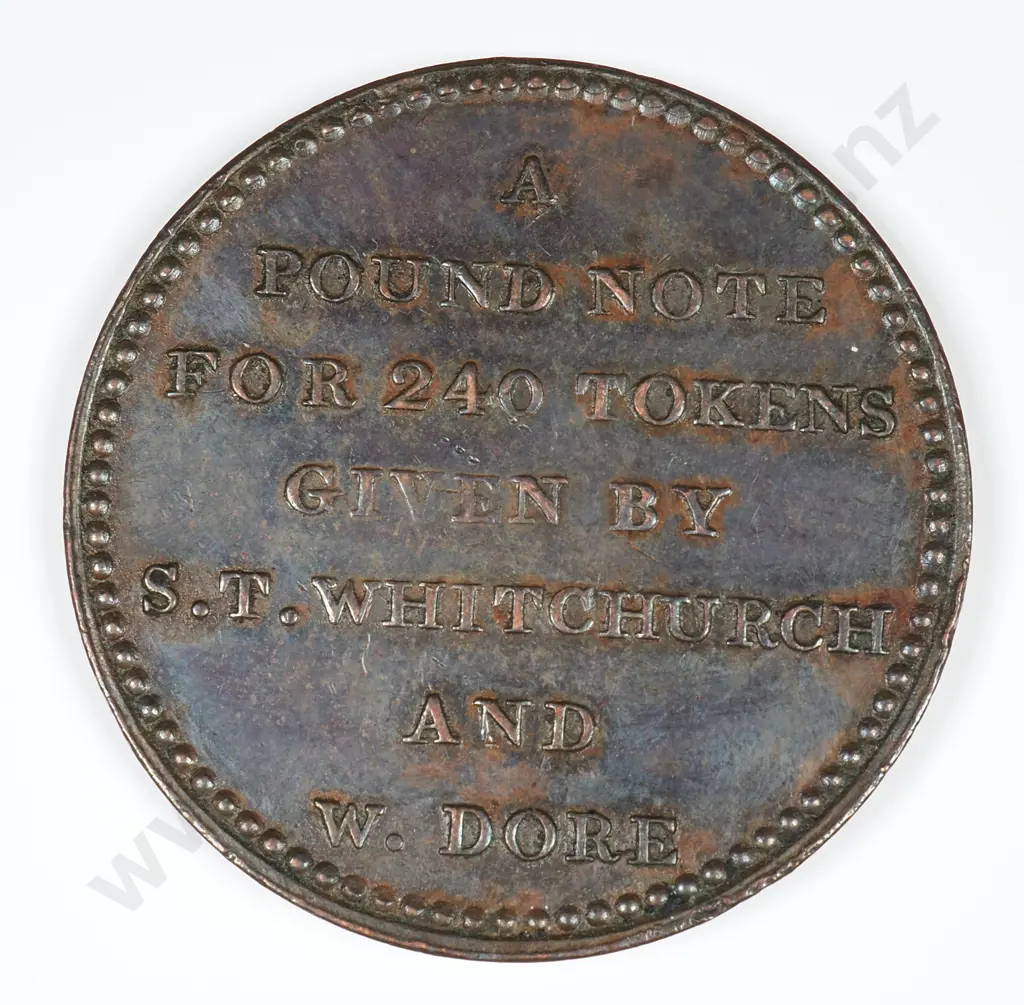 A
POUND NOTE
FOR 240 TOKENS
GIVEN BY
S.T.WHITCHURCH
AND
W. DORE